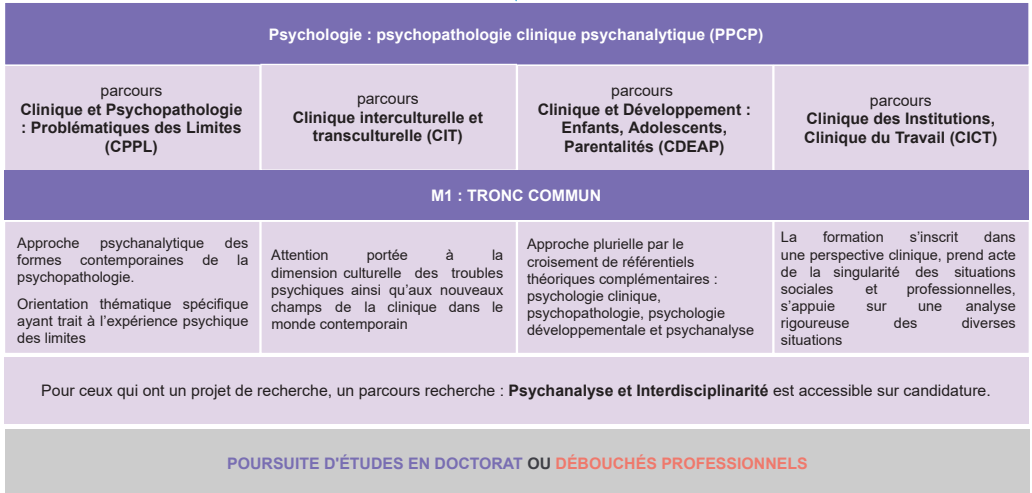 Psychologie : psychopathologie clinique psychanalytique (PPCP)
parcours
Clinique et Psychopathologie
: Problématiques des Limites
(CPPL)
parcours
Clinique interculturelle et
transculturelle (CIT)
parcours
Clinique et Développement :
Enfants, Adolescents,
Parentalités (CDEAP)
parcours
Clinique des Institutions,
Clinique du Travail (CICT)
M1 : TRONC COMMUN
Approche psychanalytique des
formes contemporaines de la
psychopathologie.
Orientation thématique spécifique
ayant trait à l’expérience psychique
des limites
Attention portée à la
dimension culturelle des troubles
psychiques ainsi qu’aux nouveaux
champs de la clinique dans le
monde contemporain
Approche plurielle par le
croisement de référentiels
théoriques complémentaires :
psychologie clinique,
psychopathologie, psychologie
développementale et psychanalyse
La formation s’inscrit dans
une perspective clinique, prend acte
de la singularité des situations
sociales et professionnelles,
s’appuie sur une analyse
rigoureuse des diverses
situations
Pour ceux qui ont un projet de recherche, un parcours recherche : Psychanalyse et Interdisciplinarité est accessible sur candidature.
POURSUITE D'ÉTUDES EN DOCTORAT OU DÉBOUCHÉS PROFESSIONNELS